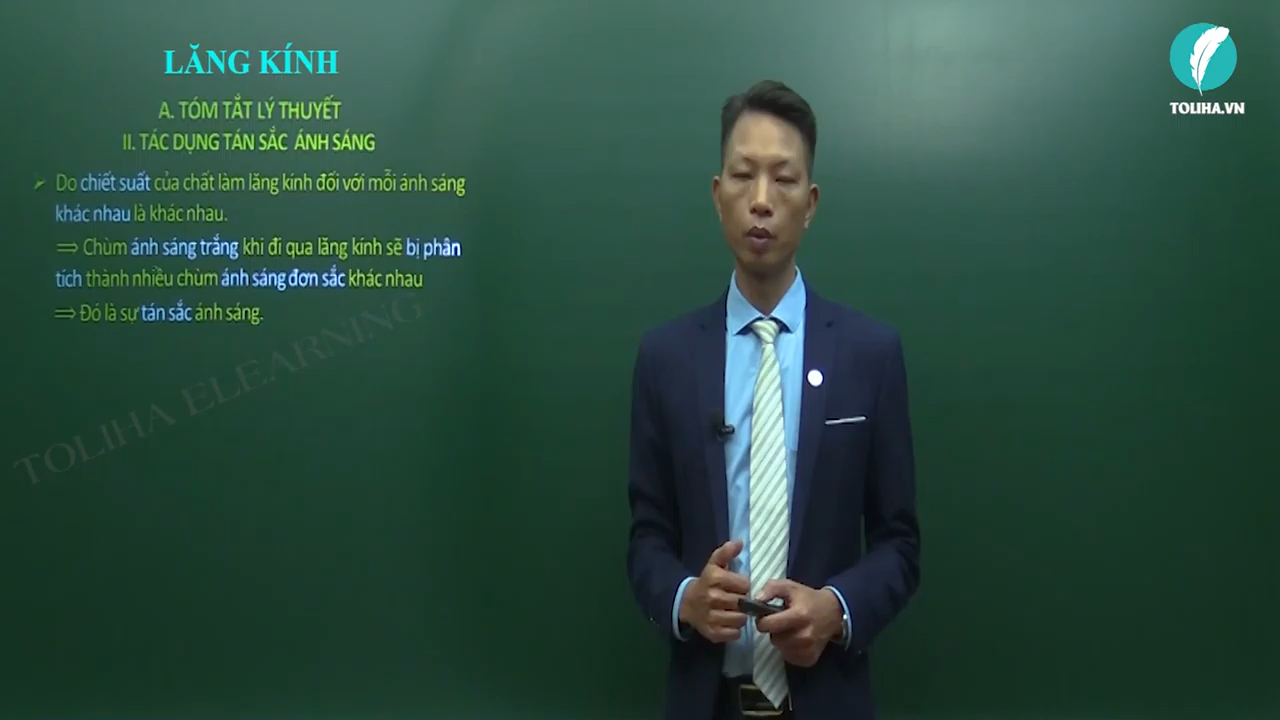 LĂNG KÍNH
A. TÓM TẮT LÝ THUYẾT
II. TÁC DỤNG TÁN SẮC ÁNH SÁNG
Do chiết suất của chất làm lăng kính đối với mỗi ánh sáng
khác nhau là khác nhau.
⟹ Chùm ánh sáng trắng khi đi qua lăng kính sẽ bị phân
tích thành nhiều chùm ánh sáng đơn sắc khác nhau
⟹ Đó là sự tán sắc ánh sáng.
TOLIHA ELEARNING
TOLIHA.VN